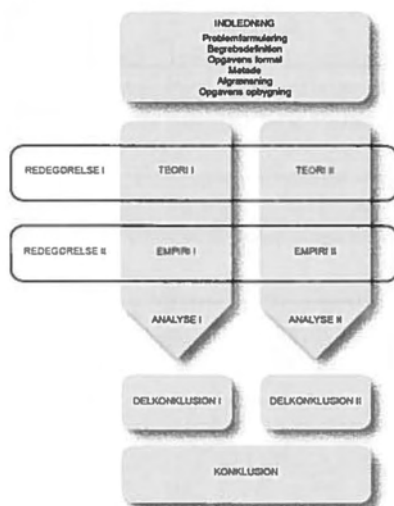 INDLEDNING
Problemformulering
Begrebsdefinition
Opgavens formål
Metode
Afgrænsning
Opgavens opbygning
REDEGØRELSE I TEORI I TEORI II
REDEGØRELSE II EMPIRI I EMPIRI II
ANALYSE I ANALYSE II
DELKONKLUSION I DELKONKLUSION II
KONKLUSION